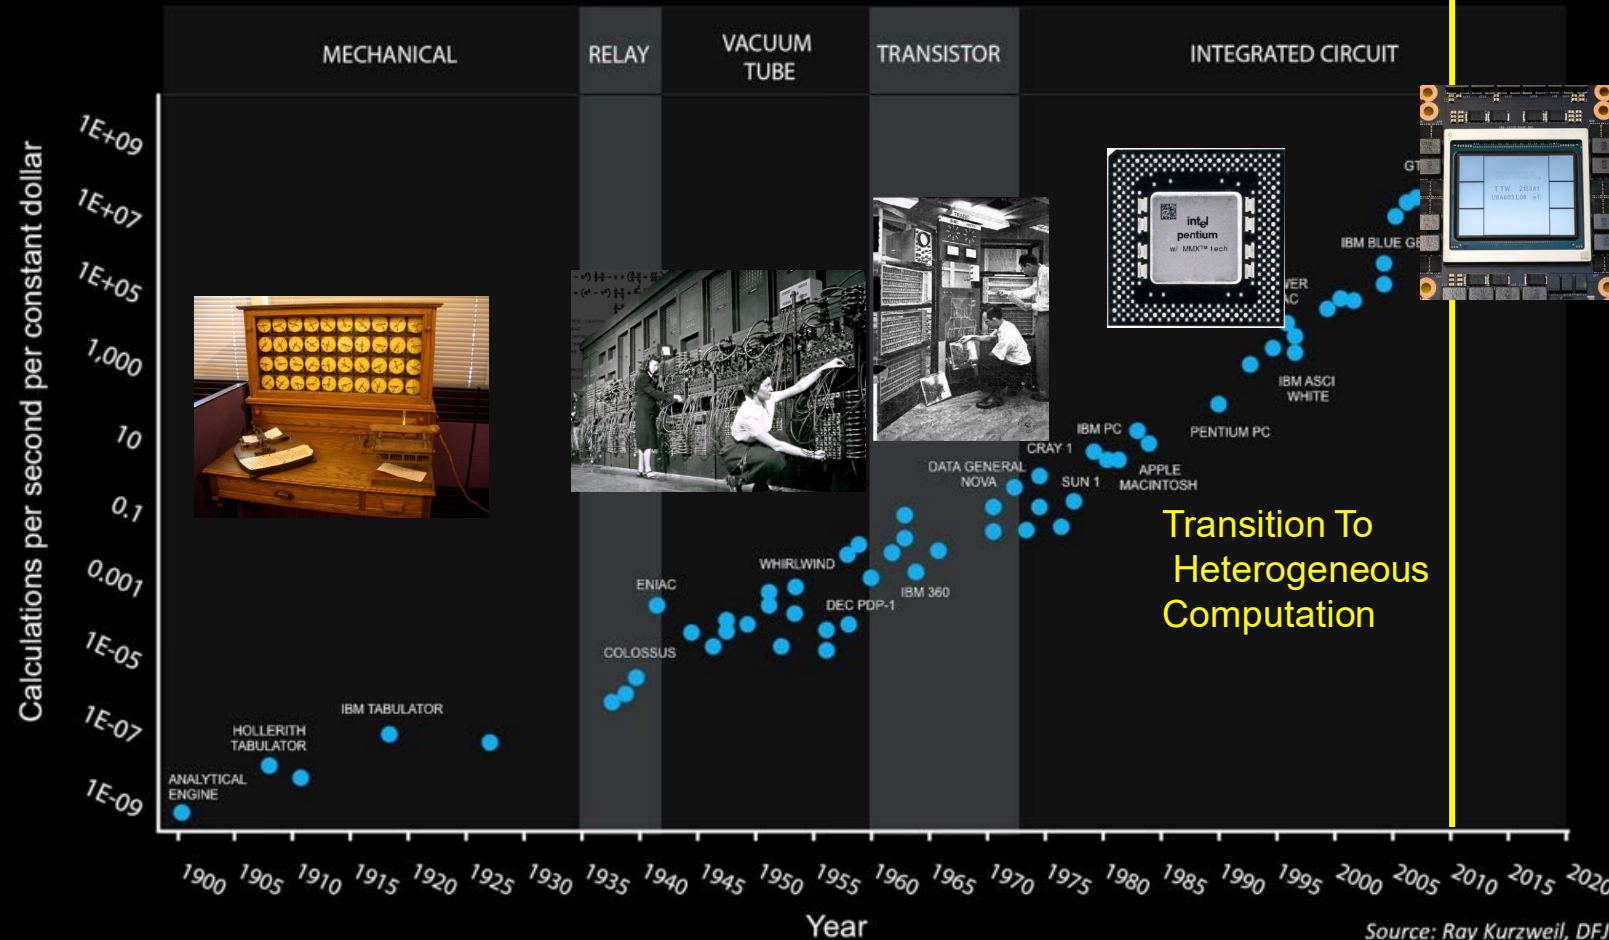 MECHANICAL
RELAY
VACUUM
TUBE
TRANSISTOR
INTEGRATED CIRCUIT
Calculations per second per constant dollar
1E+09
1E+07
1E+05
1,000
10
0.1
0.001
1E-05
1E-07
1E-09
ANALYTICAL
ENGINE
HOLLERITH
TABULATOR
IBM TABULATOR
COLOSSUS
ENIAC
WHIRLWIND
DEC PDP-1
IBM 360
DATA GENERAL
NOVA
CRAY 1
IBM PC
SUN 1
APPLE
MACINTOSH
PENTIUM PC
IBM ASCI
WHITE
WER
AC
IBM BLUE GE
GT
intel
pentium
w/ MMX™ tech
Transition To
Heterogeneous
Computation
1900 1905 1910 1915 1920 1925 1930 1935 1940 1945 1950 1955 1960 1965 1970 1975 1980 1985 1990 1995 2000 2005 2010 2015 2020
Year
Source: Ray Kurzweil, DFJ